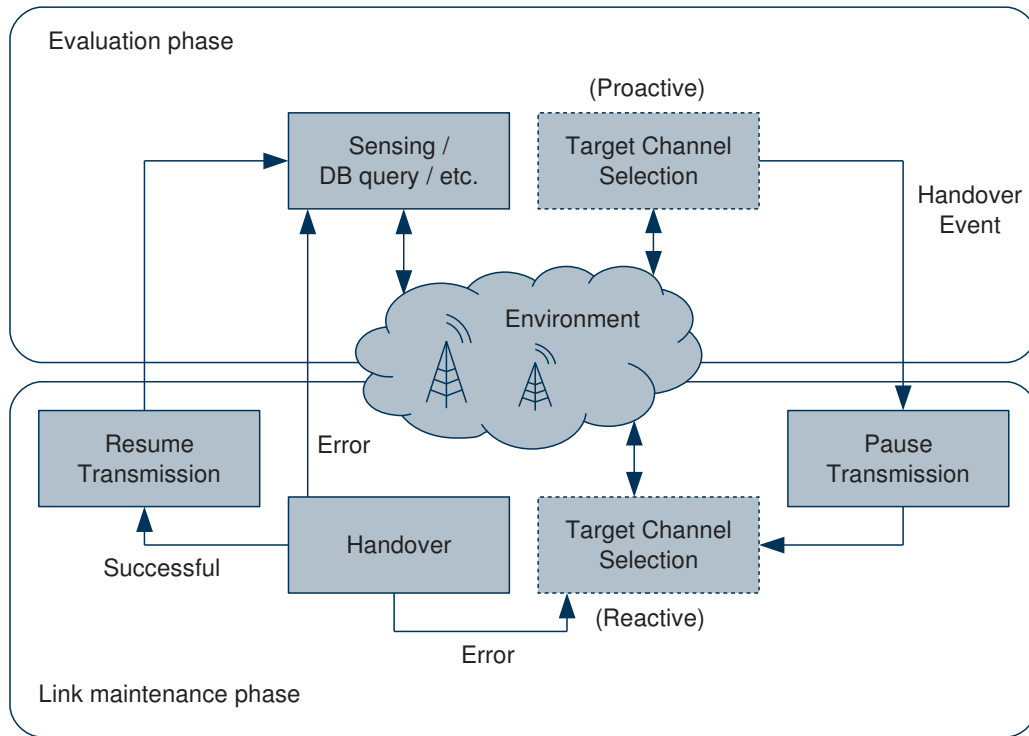 Evaluation phase
(Proactive)
Sensing /
DB query / etc.
Target Channel
Selection
Handover
Event
Environment
Resume
Transmission
Error
Pause
Transmission
Handover
Target Channel
Selection
Successful
(Reactive)
Error
Link maintenance phase